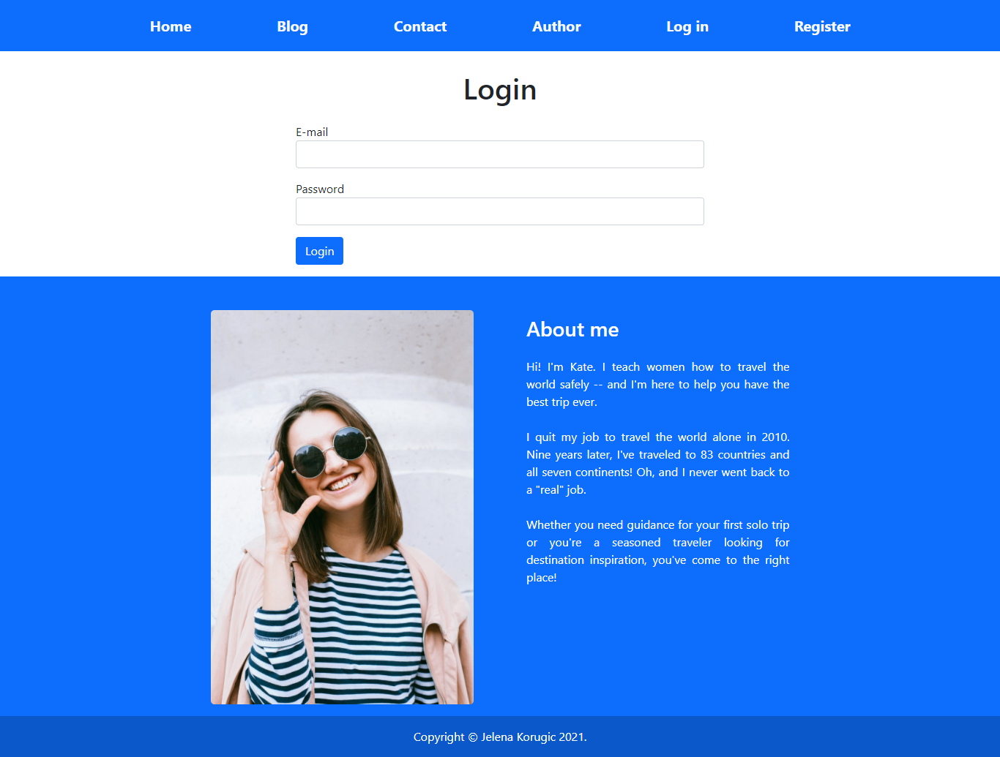 Home Blog Contact Author Log in Register
Login
E-mail
Password
Login
About me
Hi! I'm Kate. I teach women how to travel the
world safely -- and I'm here to help you have the
best trip ever.
I quit my job to travel the world alone in 2010.
Nine years later, I've traveled to 83 countries and
all seven continents! Oh, and I never went back to
a "real" job.
Whether you need guidance for your first solo trip
or you're a seasoned traveler looking for
destination inspiration, you've come to the right
place!
Copyright © Jelena Korugic 2021.